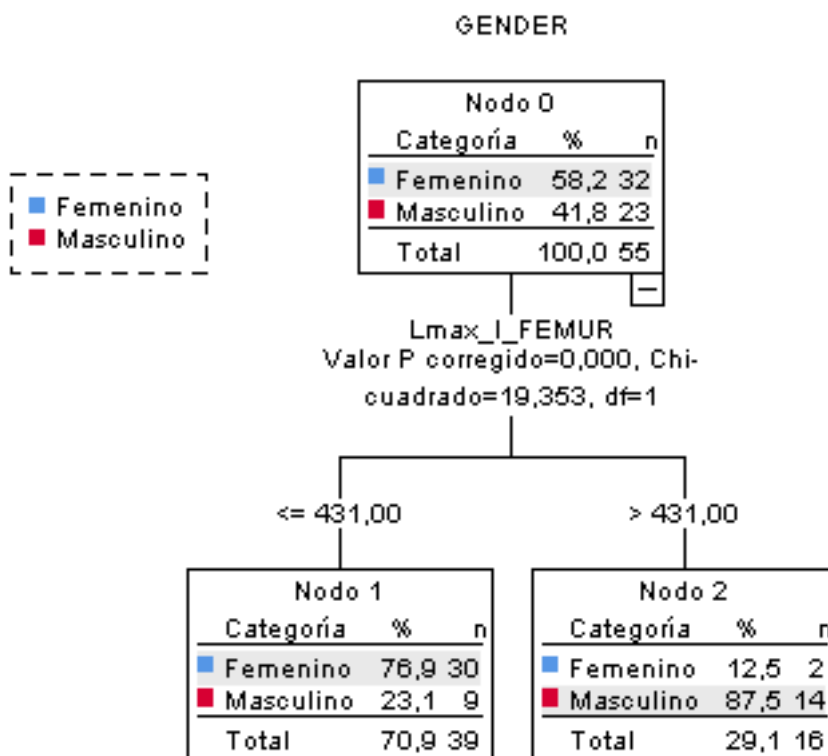 GENDER
Femenino
Masculino
Nodo 0
Categoría % n
Femenino 58,2 32
Masculino 41,8 23
Total 100,0 55
Lmax_I_FEMUR
Valor P corregido=0,000, Chi-
cuadrado=19,353, df=1
<= 431,00
> 431,00
Nodo 1
Categoría % n
Femenino 76,9 30
Masculino 23,1 9
Total 70,9 39
Nodo 2
Categoría % n
Femenino 12,5 2
Masculino 87,5 14
Total 29,1 16